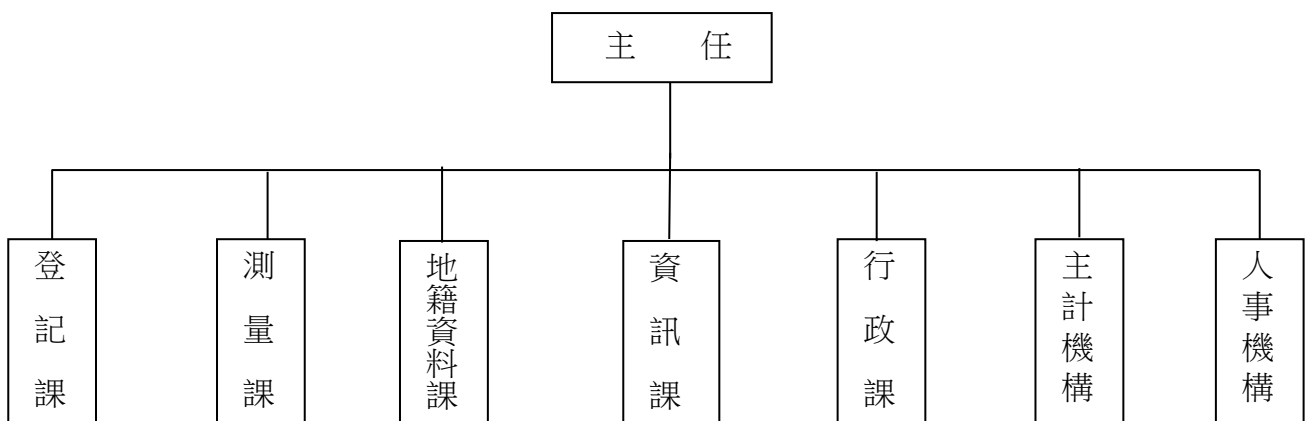 主　任
登記課
測量課
地籍資料課
資訊課
行政課
主計機構
人事機構